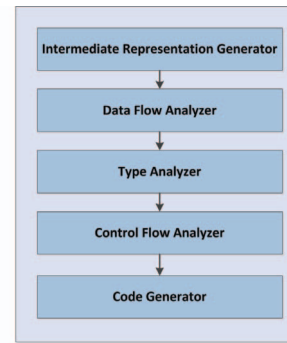 Intermediate Representation Generator
Data Flow Analyzer
Type Analyzer
Control Flow Analyzer
Code Generator